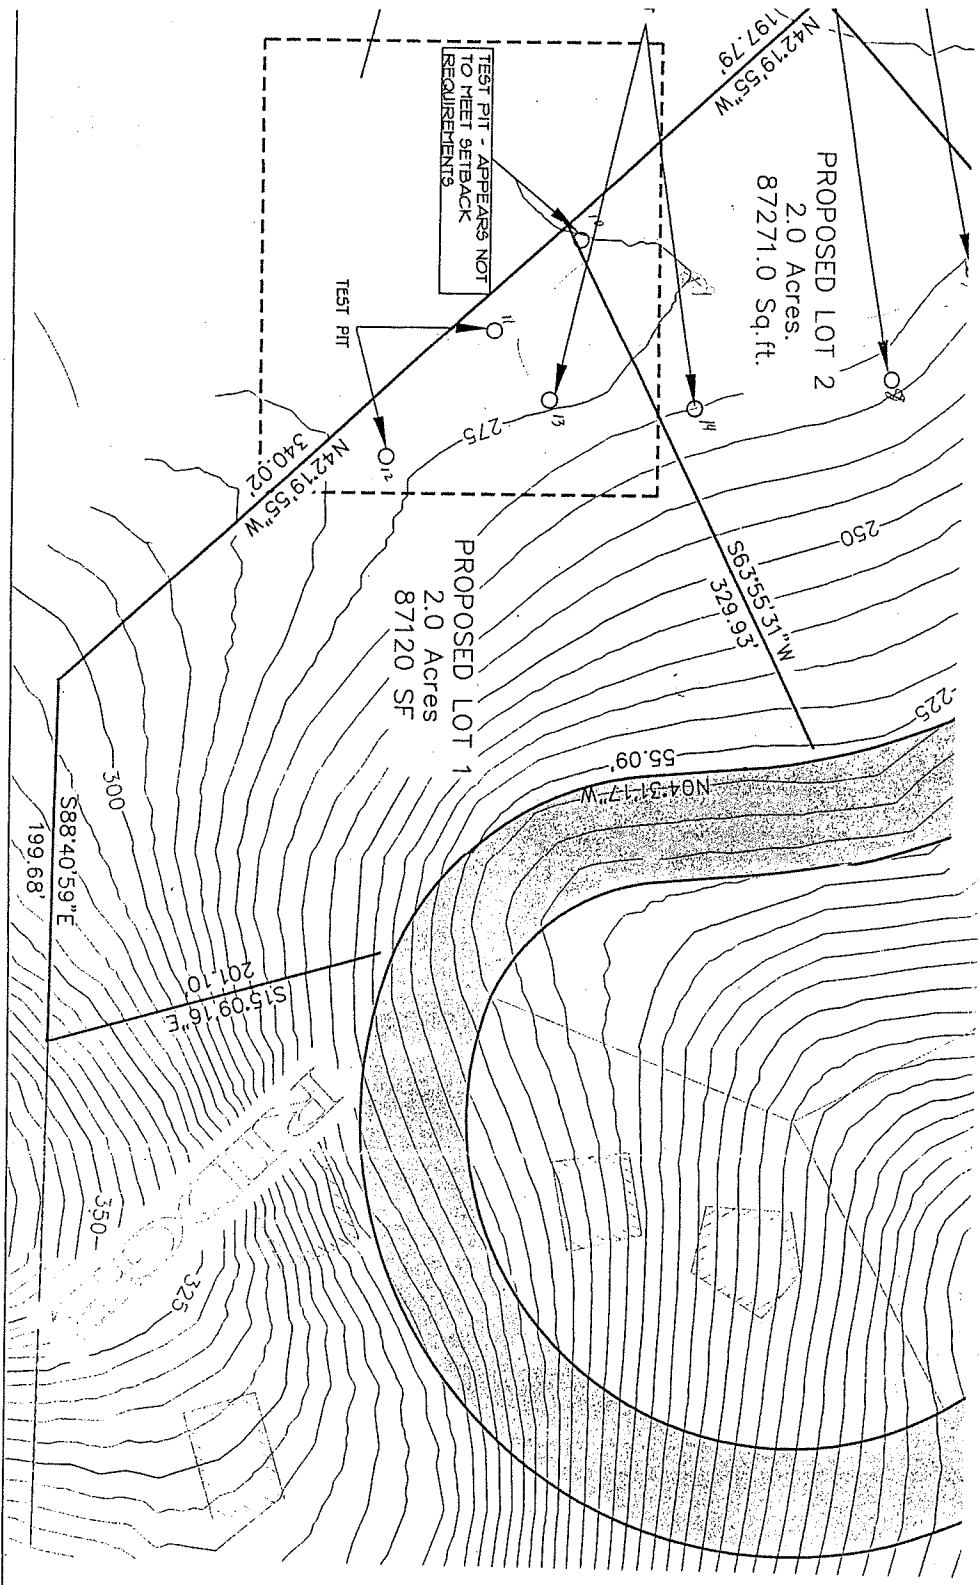 N42°19'55"W
197.79'
PROPOSED LOT 2
2.0 Acres.
87271.0 Sq.ft.
TEST PIT - APPEARS NOT
TO MEET SETBACK
REQUIREMENTS
TEST PIT
11
12
13
14
275
250
225
N42°19'55"W
340.02'
S63°55'31"W
329.93'
PROPOSED LOT 1
2.0 Acres
87120 SF
N04°31'17"W
55.09'
300
S88°40'59"E
199.68'
S15°09'16"E
201.10'
RIDGE
350
325